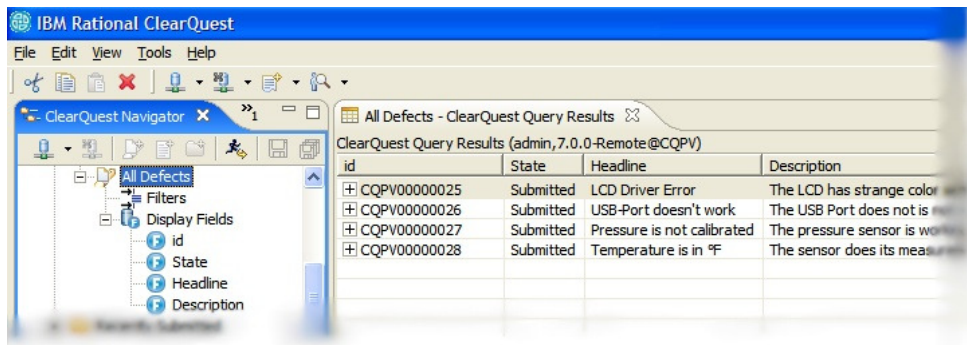 IBM Rational ClearQuest
File Edit View Tools Help
ClearQuest Navigator
»1
All Defects - ClearQuest Query Results
ClearQuest Query Results (admin,7.0.0-Remote@CQPV)
id State Headline Description
CQPV00000025 Submitted LCD Driver Error The LCD has strange color
CQPV00000026 Submitted USB-Port doesn't work The USB Port does not is
CQPV00000027 Submitted Pressure is not calibrated The pressure sensor is
CQPV00000028 Submitted Temperature is in °F The sensor does its
All Defects
Filters
Display Fields
id
State
Headline
Description
Recently Submitted